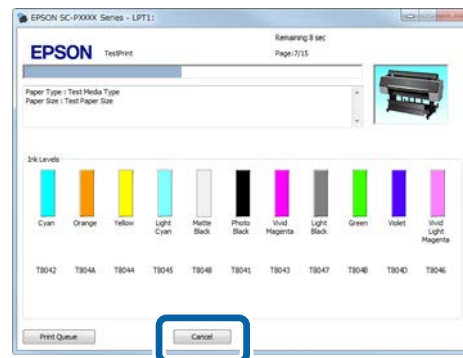 EPSON SC-PXXXX Series - LPT1:
EPSON
TestPrint
Remaining 8 sec
Page:7/15
Paper Type : Test Media Type
Paper Size : Test Paper Size
Ink Levels
Cyan Orange Yellow Light Cyan Matte Black Photo Black Vivid Magenta Light Black Green Violet Vivid Light Magenta
T8042 T804A T8044 T8045 T8048 T8041 T8043 T8047 T804B T804D T8046
Print Queue Cancel